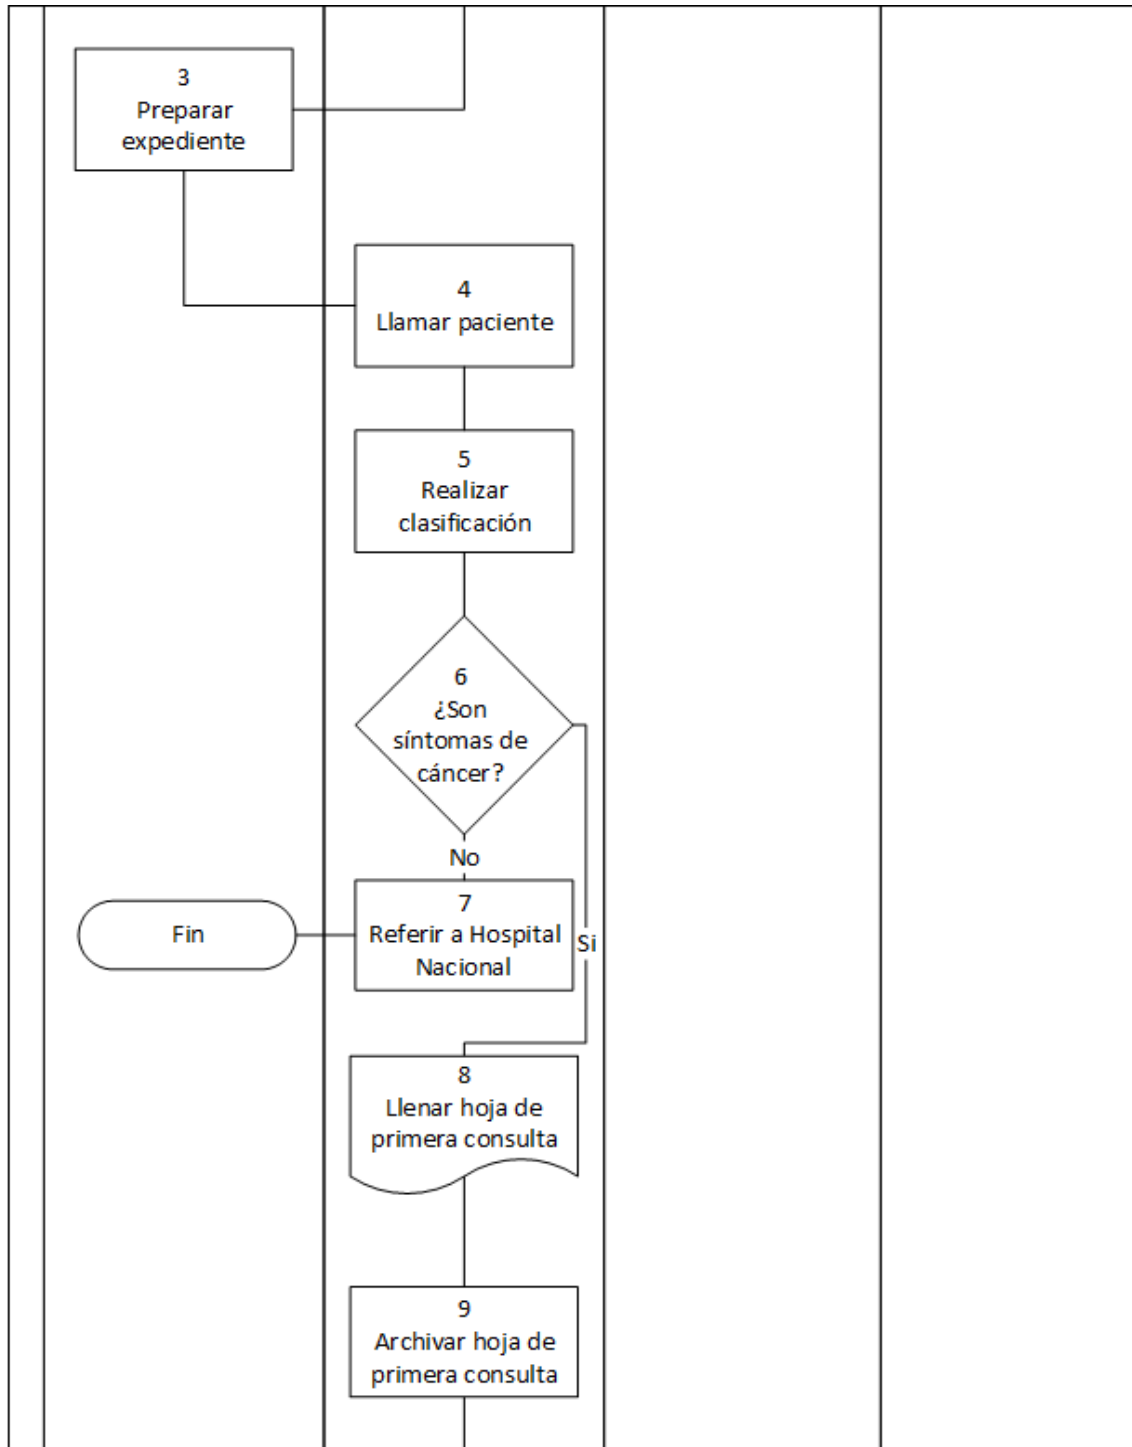 3
Preparar
expediente
4
Llamar paciente
5
Realizar
clasificación
6
¿Son
síntomas de
cáncer?
No
7
Referir a Hospital
Nacional
Fin
Si
8
Llenar hoja de
primera consulta
9
Archivar hoja de
primera consulta